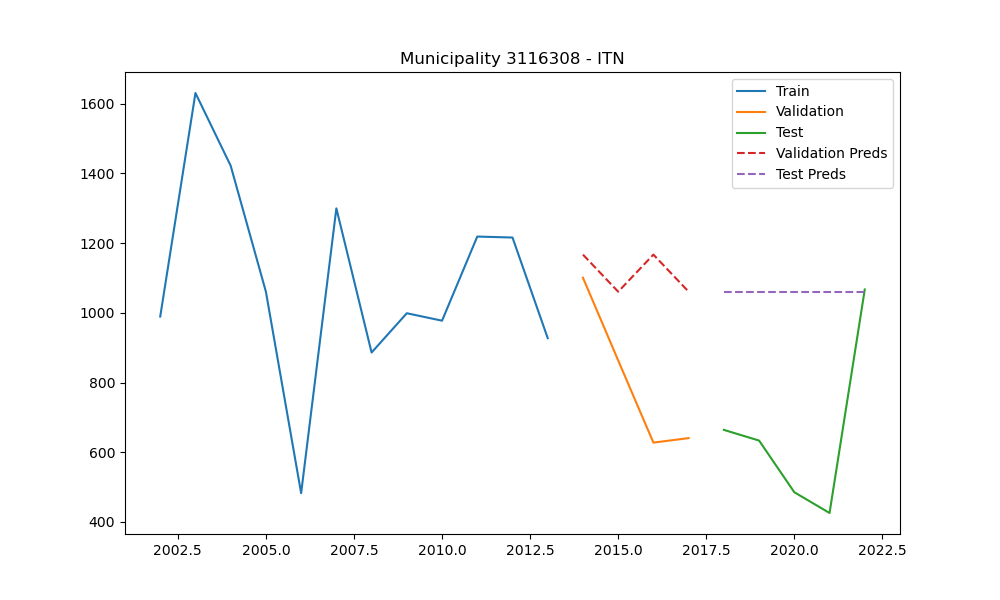 Municipality 3116308 - ITN
1600
1400
1200
1000
800
600
400
Train
Validation
Test
Validation Preds
Test Preds
2002.5 2005.0 2007.5 2010.0 2012.5 2015.0 2017.5 2020.0 2022.5